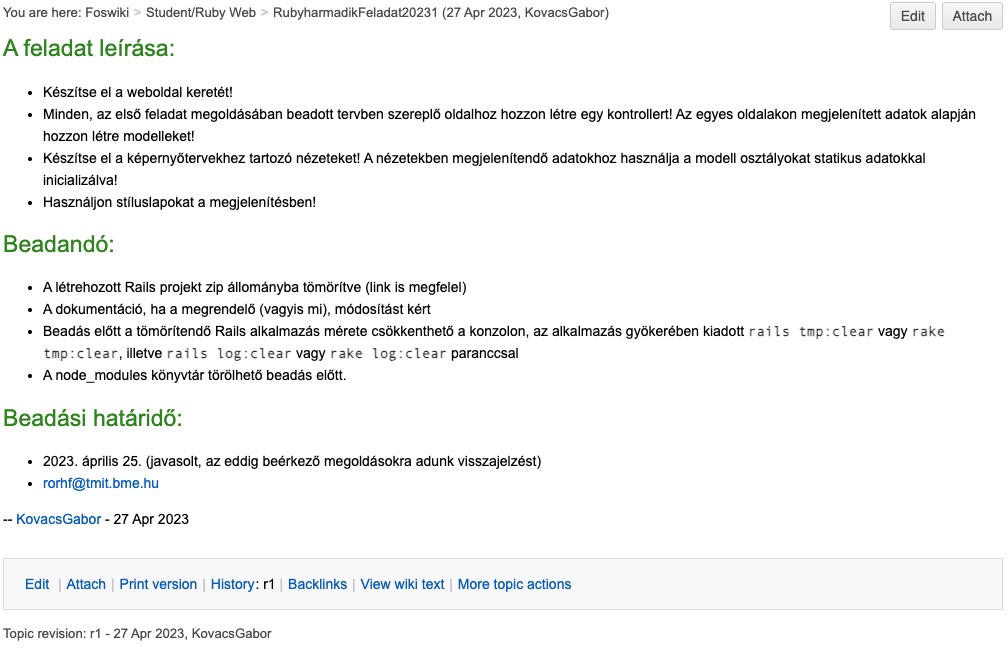 You are here: Foswiki > Student/Ruby Web > RubyharmadikFeladat20231 (27 Apr 2023, KovacsGabor)
Edit Attach
A feladat leírása:
• Készítse el a weboldal keretét!
• Minden, az első feladat megoldásában beadott tervben szereplő oldalhoz hozzon létre egy kontrollert! Az egyes oldalakon megjelenített adatok alapján
hozzon létre modelleket!
• Készítse el a képernyőtervekhez tartozó nézeteket! A nézetekben megjelenítendő adatokhoz használja a modell osztályokat statikus adatokkal
inicializálva!
• Használjon stíluslapokat a megjelenítésben!
Beadandó:
• A létrehozott Rails projekt zip állományba tömörítve (link is megfelel)
• A dokumentáció, ha a megrendelő (vagyis mi), módosítást kért
• Beadás előtt a tömörítendő Rails alkalmazás mérete csökkenthető a konzolon, az alkalmazás gyökerében kiadott rails tmp:clear vagy rake
tmp:clear, illetve rails log:clear vagy rake log:clear paranccsal
• A node_modules könyvtár törölhető beadás előtt.
Beadási határidő:
• 2023. április 25. (javasolt, az eddig beérkező megoldásokra adunk visszajelzést)
• rorhf@tmit.bme.hu
-- KovacsGabor - 27 Apr 2023
Edit | Attach | Print version | History: r1 | Backlinks | View wiki text | More topic actions
Topic revision: r1 - 27 Apr 2023, KovacsGabor